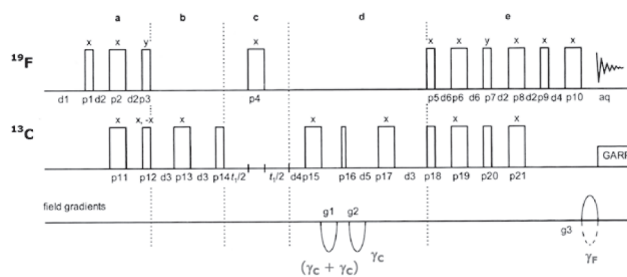 a b c d e
x x y x x x y x x x
¹⁹F
d1 p1 d2 p2 d2 p3 p4 p5 d6 p6 d6 p7 d2 p8 d2 p9 d4 p10 aq
x x, -x x x x x x x
¹³C
GARP
p11 p12 d3 p13 d3 p14 t₁/2 t₁/2 d4 p15 p16 d5 p17 d3 p18 p19 p20 p21
field gradients
g1 g2 g3
(γC + γC) γC γF